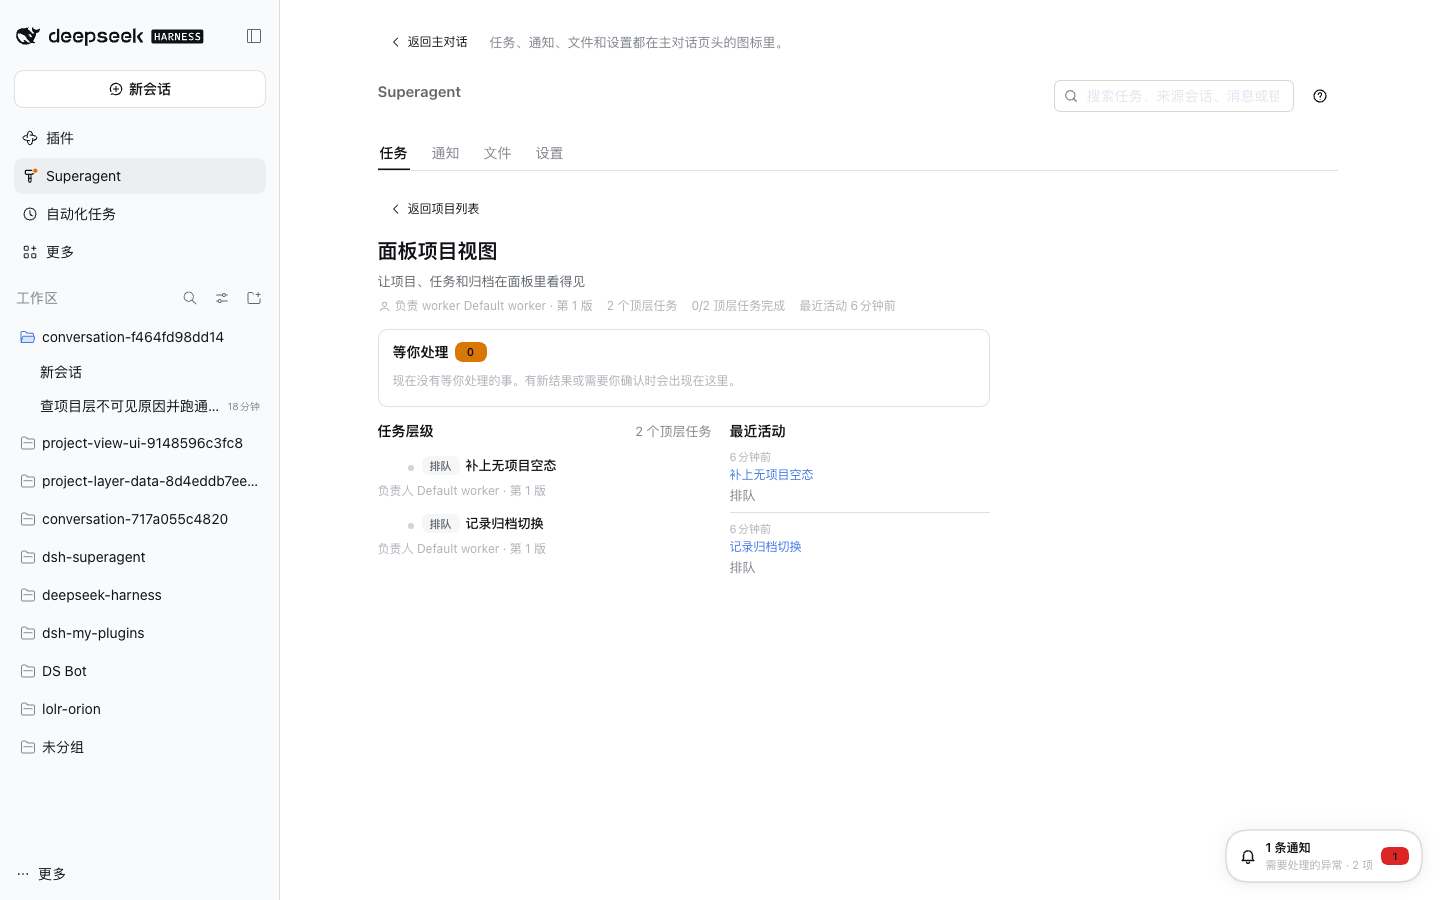 deepseek HARNESS
新会话
插件
Superagent
自动化任务
更多
工作区
conversation-f464fd98dd14
新会话
查项目层不可见原因并跑通... 18 分钟
project-view-ui-9148596c3fc8
project-layer-data-8d4eddb7ee...
conversation-717a055c4820
dsh-superagent
deepseek-harness
dsh-my-plugins
DS Bot
lolr-orion
未分组
更多
返回主对话 任务、通知、文件和设置都在主对话页头的图标里。
Superagent
搜索任务、来源会话、消息或链
任务 通知 文件 设置
返回项目列表
面板项目视图
让项目、任务和归档在面板里看得见
负责 worker Default worker · 第 1 版 2 个顶层任务 0/2 顶层任务完成 最近活动 6 分钟前
等你处理 0
现在没有等你处理的事。有新结果或需要你确认时会出现在这里。
任务层级 2 个顶层任务
排队 补上无项目空态
负责人 Default worker · 第 1 版
排队 记录归档切换
负责人 Default worker · 第 1 版
最近活动
6 分钟前
补上无项目空态
排队
6 分钟前
记录归档切换
排队
1 条通知
需要处理的异常 · 2 项
1